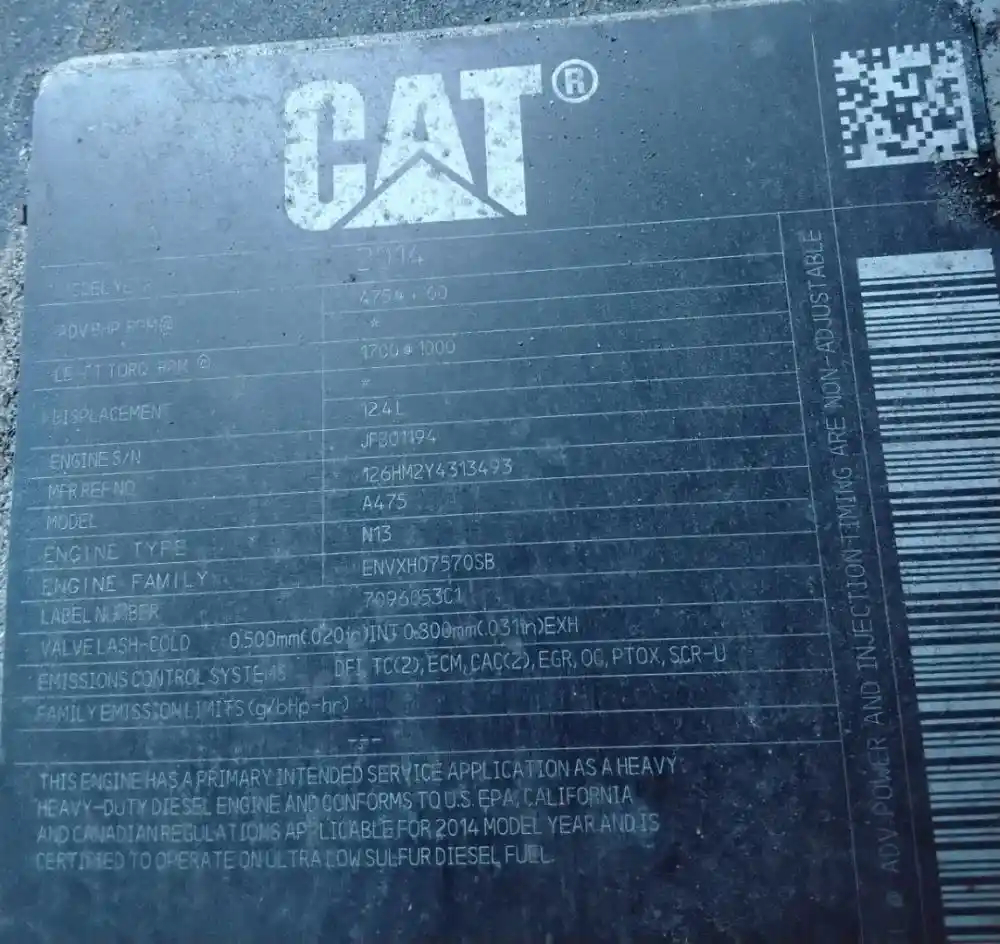 CAT®
2014
ADV BHP RPM@
1700@1000
DISPLACEMENT 12.4L
ENGINE S/N
MFR REF NO 126HM2Y4313493
MODEL A475
ENGINE TYPE N13
ENGINE FAMILY ENVXH07570SB
LABEL NUMBER 7096053C1
VALVE LASH-COLD 0.500mm(.020in)INT 0.800mm(.031in)EXH
EMISSIONS CONTROL SYSTEMS TC(2), ECM, CAC(2), EGR, OC, PTOX, SCR-U
FAMILY EMISSION LIMITS (g/bHp-hr)
---
THIS ENGINE HAS A PRIMARY INTENDED SERVICE APPLICATION AS A HEAVY
HEAVY-DUTY DIESEL ENGINE AND CONFORMS TO U.S. EPA, CALIFORNIA
AND CANADIAN REGULATIONS APPLICABLE FOR 2014 MODEL YEAR AND IS
CERTIFIED TO OPERATE ON ULTRA LOW SULFUR DIESEL FUEL.
ADV POWER AND INJECTION TIMING ARE NON-ADJUSTABLE